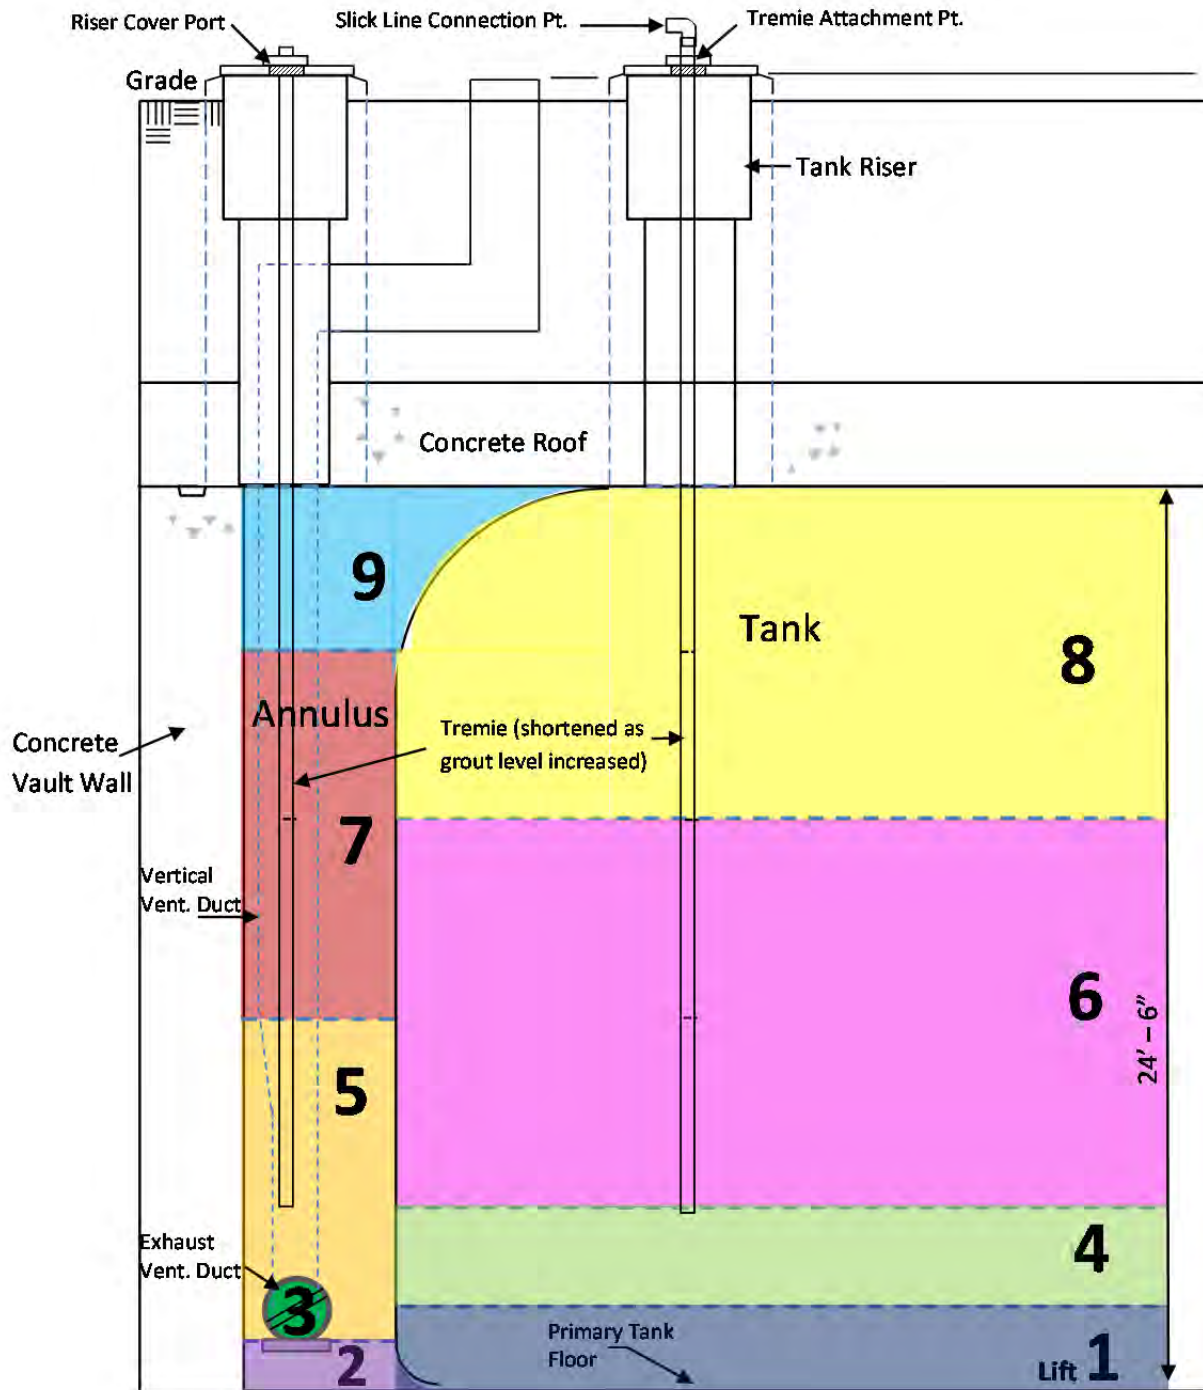 Riser Cover Port
Slick Line Connection Pt.
Tremie Attachment Pt.
Grade
Tank Riser
Concrete Roof
9
Tank
8
Annulus
Tremie (shortened as
grout level increased)
Concrete
Vault Wall
7
Vertical
Vent. Duct
6
24' – 6"
5
Exhaust
Vent. Duct
4
3
Primary Tank
Floor
2
Lift 1